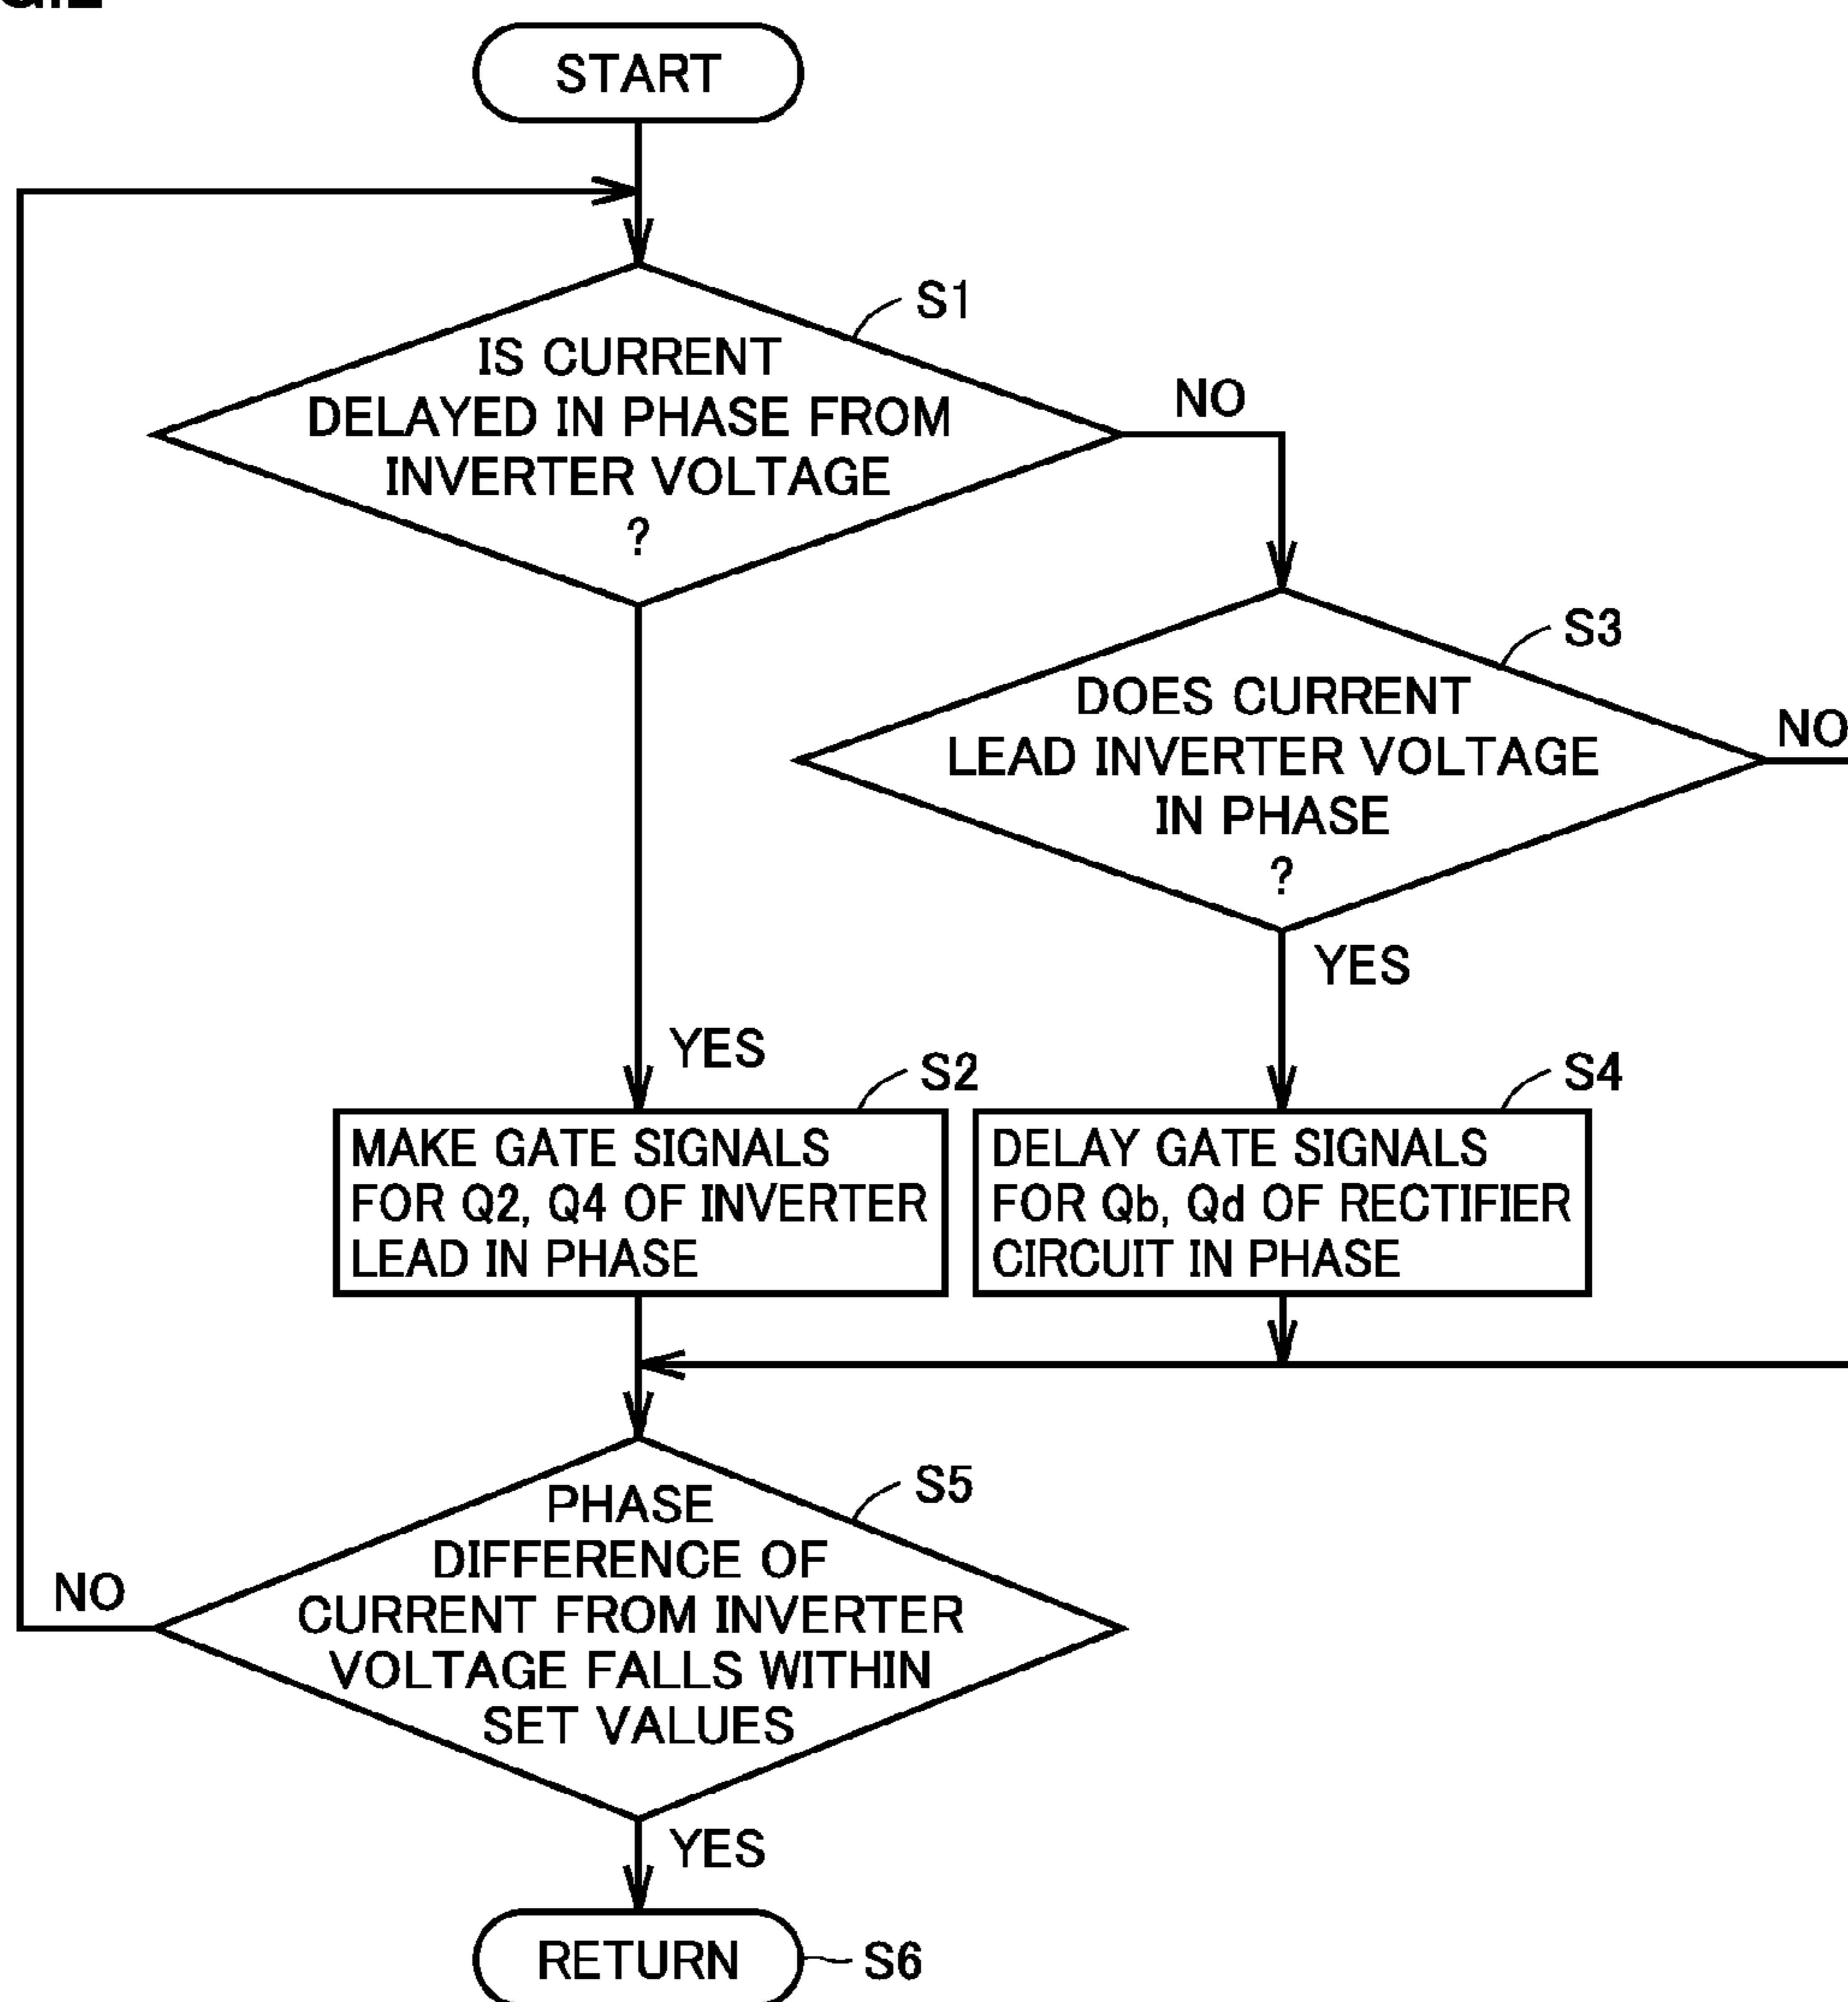 START
S1
IS CURRENT
DELAYED IN PHASE FROM
INVERTER VOLTAGE
?
NO
S3
DOES CURRENT
LEAD INVERTER VOLTAGE
IN PHASE
?
NO
YES
YES
S2
MAKE GATE SIGNALS
FOR Q2, Q4 OF INVERTER
LEAD IN PHASE
S4
DELAY GATE SIGNALS
FOR Qb, Qd OF RECTIFIER
CIRCUIT IN PHASE
S5
PHASE
DIFFERENCE OF
CURRENT FROM INVERTER
VOLTAGE FALLS WITHIN
SET VALUES
NO
YES
RETURN
S6